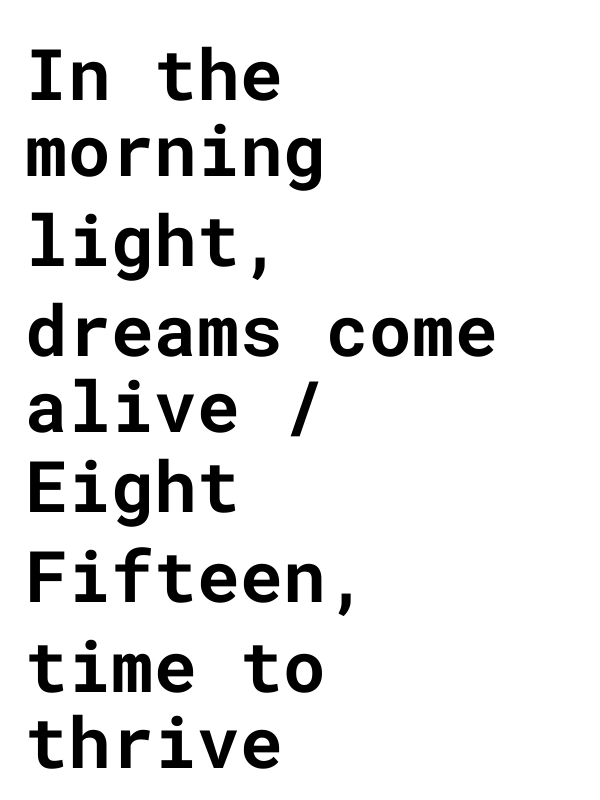 In the
morning
light,
dreams come
alive /
Eight
Fifteen,
time to
thrive